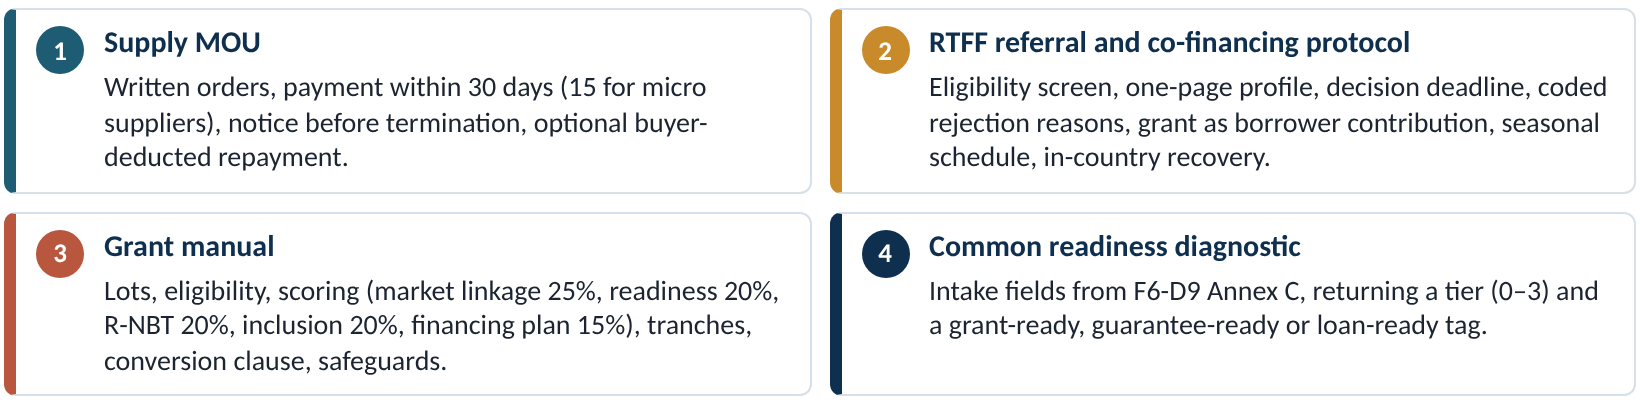 1
Supply MOU
Written orders, payment within 30 days (15 for micro
suppliers), notice before termination, optional buyer-
deducted repayment.
2
RTFF referral and co-financing protocol
Eligibility screen, one-page profile, decision deadline, coded
rejection reasons, grant as borrower contribution, seasonal
schedule, in-country recovery.
3
Grant manual
Lots, eligibility, scoring (market linkage 25%, readiness 20%,
R-NBT 20%, inclusion 20%, financing plan 15%), tranches,
conversion clause, safeguards.
4
Common readiness diagnostic
Intake fields from F6-D9 Annex C, returning a tier (0–3) and
a grant-ready, guarantee-ready or loan-ready tag.